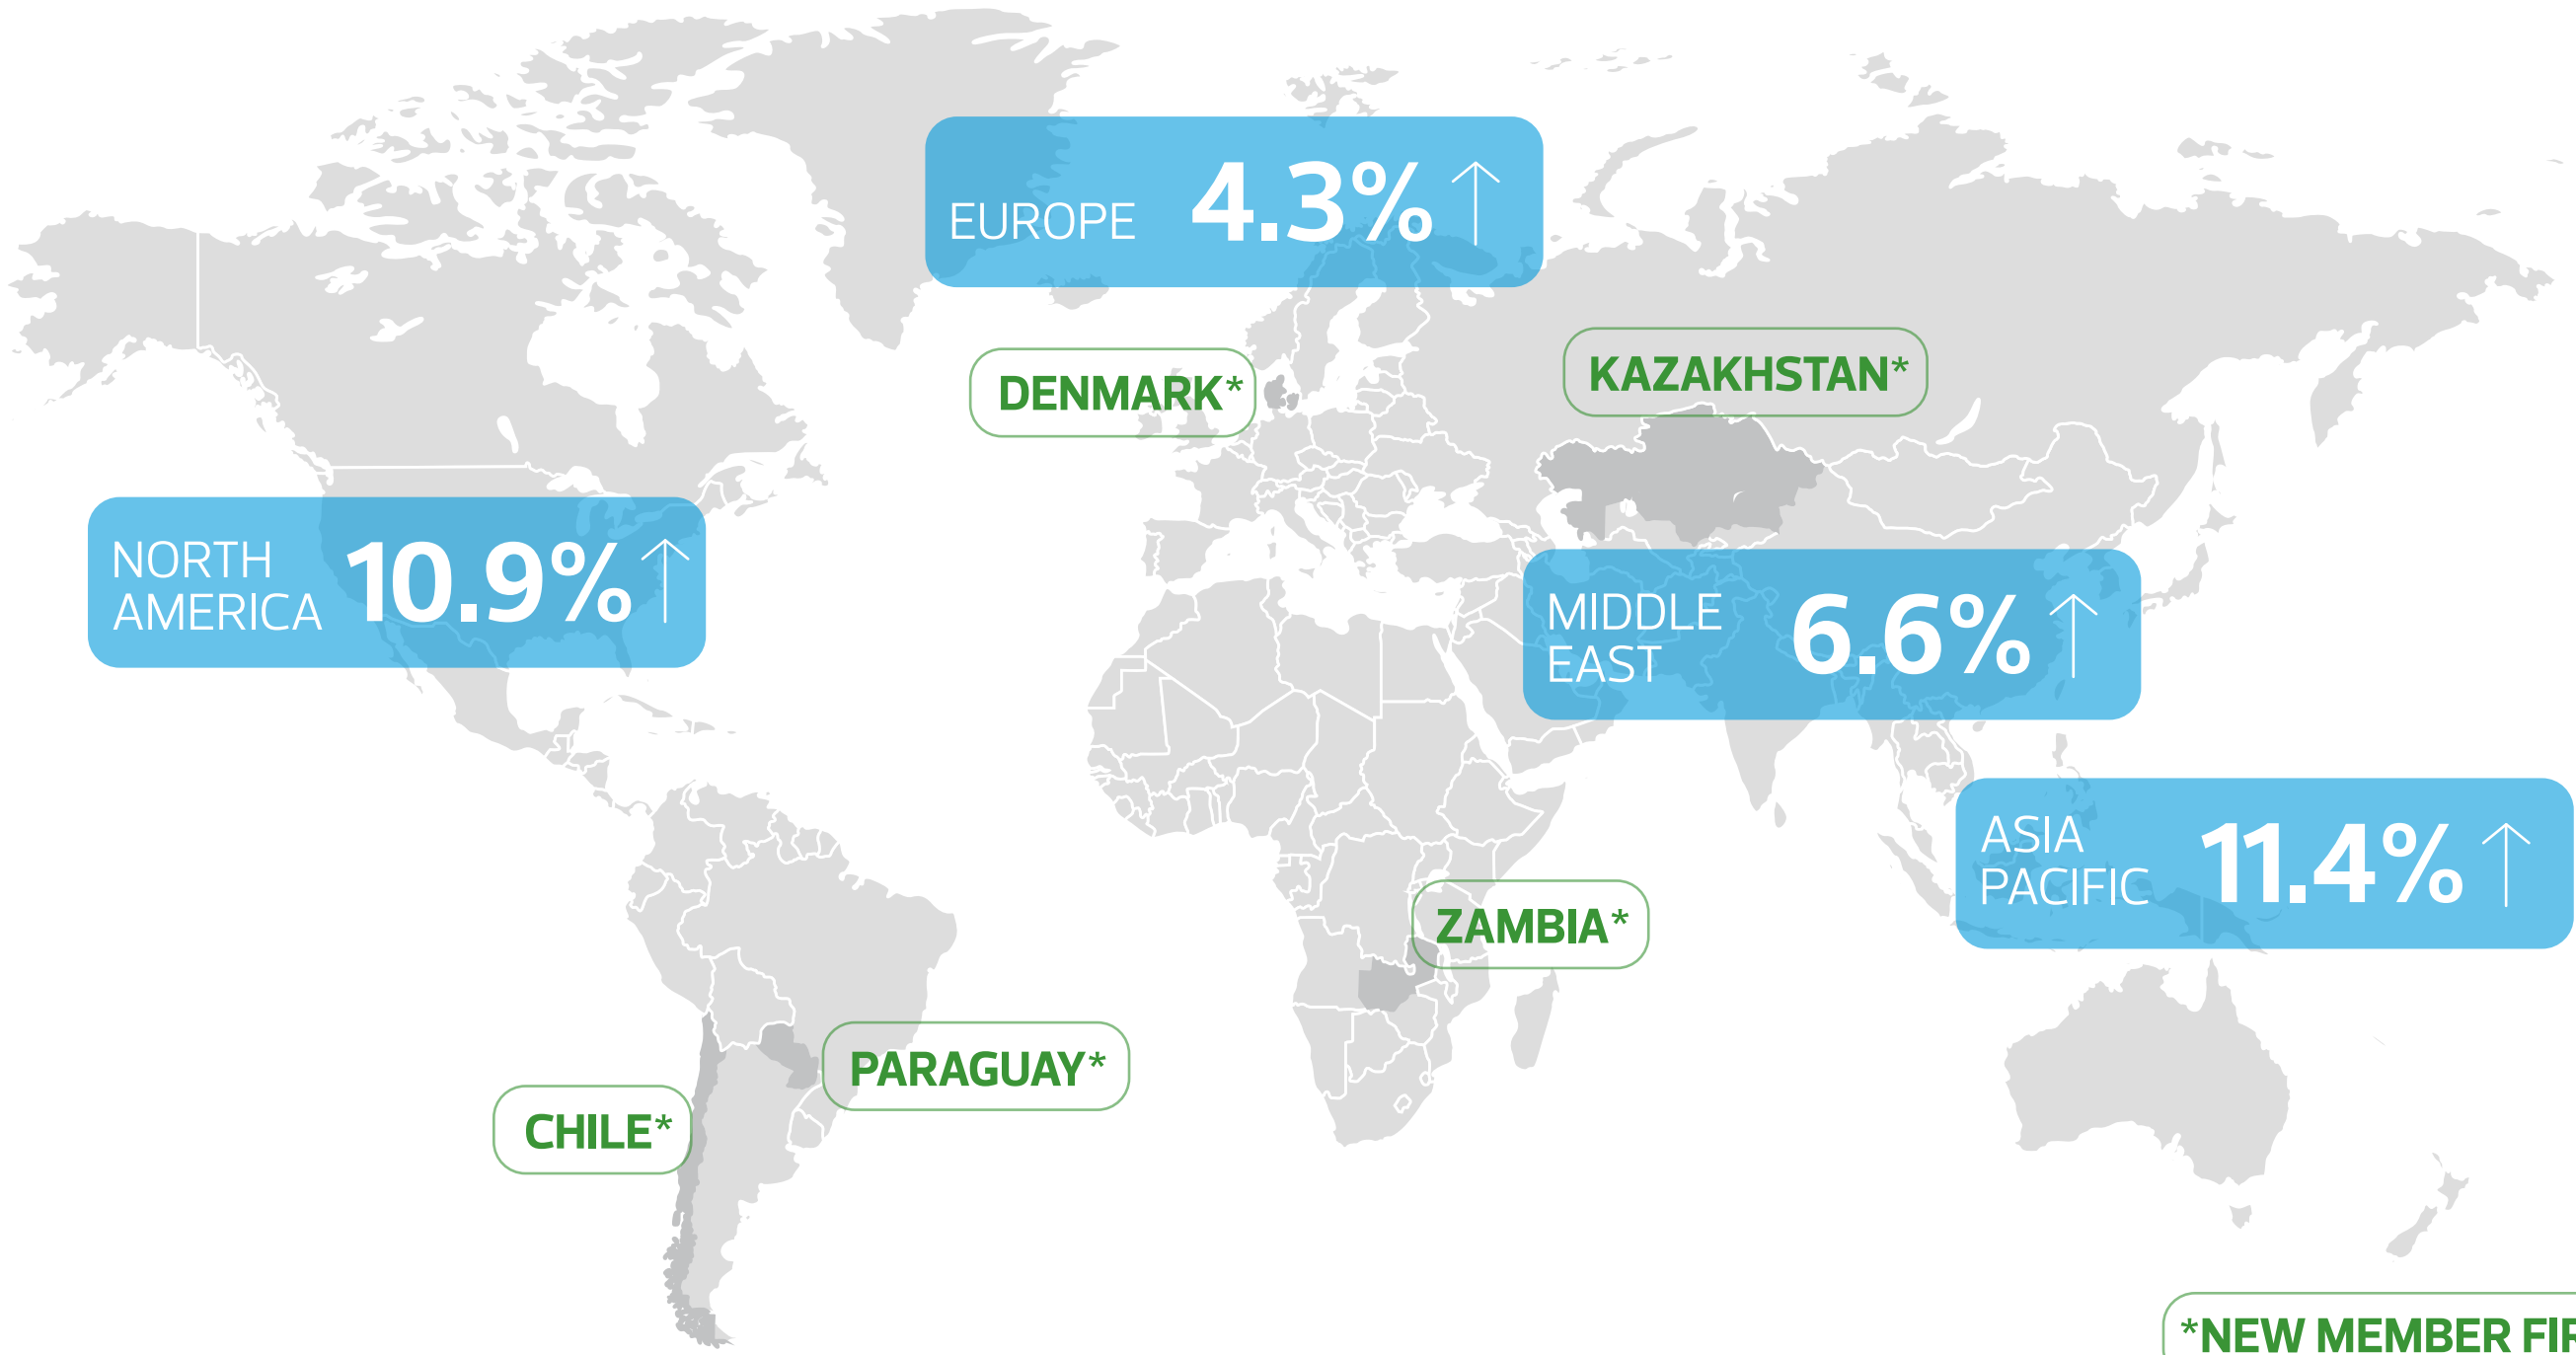 EUROPE 4.3%
DENMARK*
KAZAKHSTAN*
NORTH
AMERICA
10.9%
MIDDLE
EAST
6.6%
ASIA
PACIFIC
11.4%
ZAMBIA*
PARAGUAY*
CHILE*
*NEW MEMBER